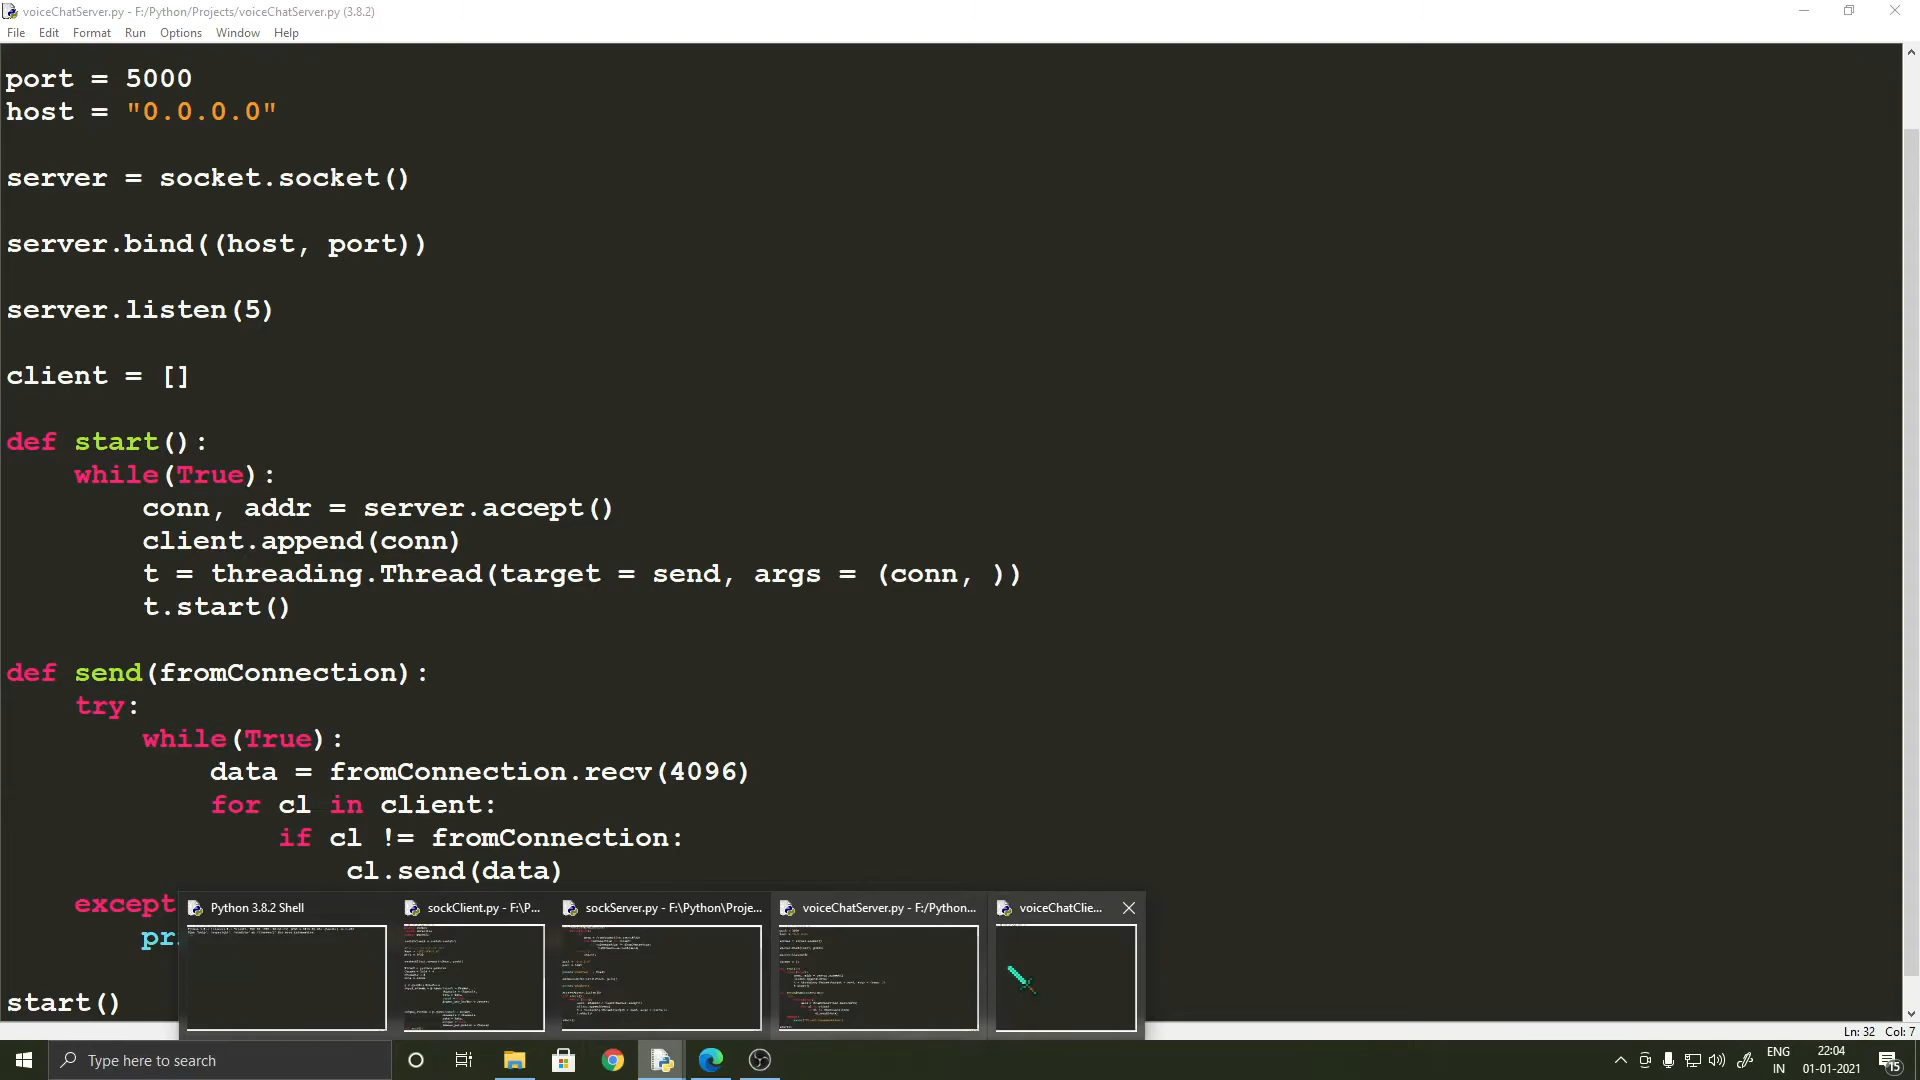 voiceChatServer.py - F:/Python/Projects/voiceChatServer.py (3.8.2)
File Edit Format Run Options Window Help
port = 5000
host = "0.0.0.0"
server = socket.socket()
server.bind((host, port))
server.listen(5)
client = []
def start():
while(True):
conn, addr = server.accept()
client.append(conn)
t = threading.Thread(target = send, args = (conn, ))
t.start()
def send(fromConnection):
try:
while(True):
data = fromConnection.recv(4096)
for cl in client:
if cl != fromConnection:
cl.send(data)
except
pr
start()
Python 3.8.2 Shell
sockClient.py - F:\P...
sockServer.py - F:\Python\Proje...
voiceChatServer.py - F:/Python...
voiceChatClie...
Ln: 32 Col: 7
Type here to search
ENG
IN
22:04
01-01-2021
15